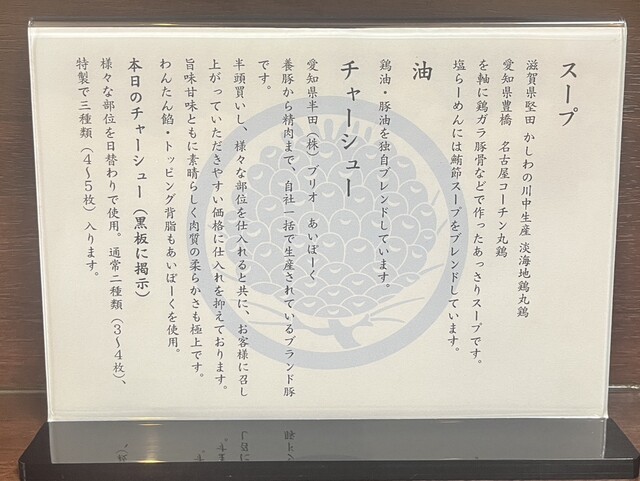 スープ
滋賀県堅田 かしわの川中生産 淡海地鶏丸鶏
愛知県豊橋 名古屋コーチン丸鶏
を軸に鶏ガラ豚骨などで作ったあっさりスープです。
塩らーめんには鮪節スープをブレンドしています。
油
鶏油・豚油を独自ブレンドしています。
チャーシュー
愛知県半田(株)ブリオ あいぽーく
養豚から精肉まで、自社一括で生産されているブランド豚
です。
半頭買いし、様々な部位を仕入れると共に、お客様に召し
上がっていただきやすい価格に仕入れを抑えております。
旨味甘味ともに素晴らしく肉質の柔らかさも極上です。
わんたん餡・トッピング背脂もあいぽーくを使用。
本日のチャーシュー(黒板に掲示)
様々な部位を日替わりで使用。通常二種類(3〜4枚)、
特製で三種類(4〜5枚)入ります。